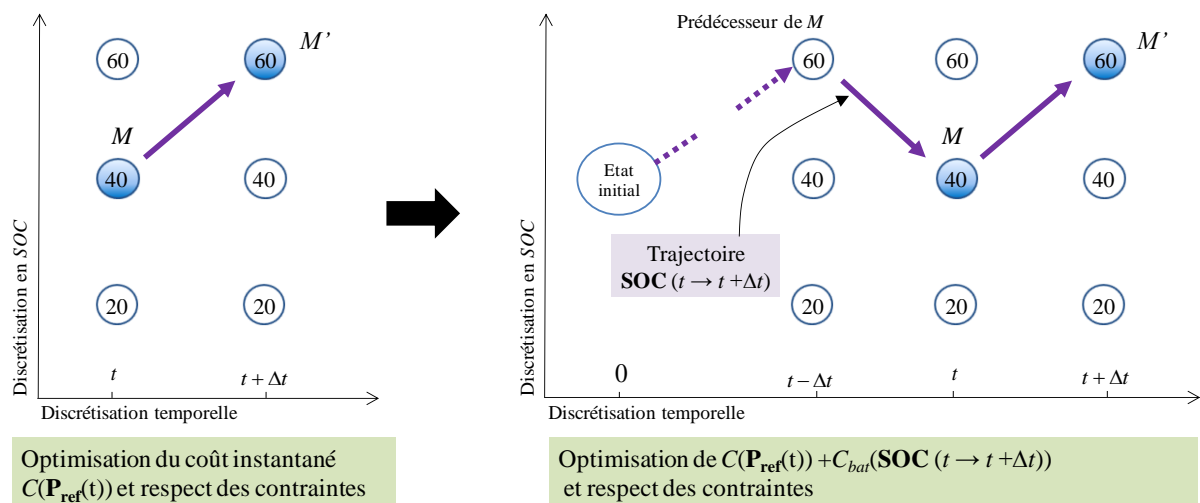 60
60
M’
M
40
40
20
20
Discrétisation en SOC
t
t + Δt
Discrétisation temporelle
Optimisation du coût instantané
C(Pref(t)) et respect des contraintes
Prédécesseur de M
60
60
60
M’
M
Etat
initial
40
40
40
Trajectoire
SOC (t → t +Δt)
20
20
20
Discrétisation en SOC
0
t – Δt
t
t + Δt
Discrétisation temporelle
Optimisation de C(Pref(t)) +Cbat(SOC (t → t +Δt))
et respect des contraintes